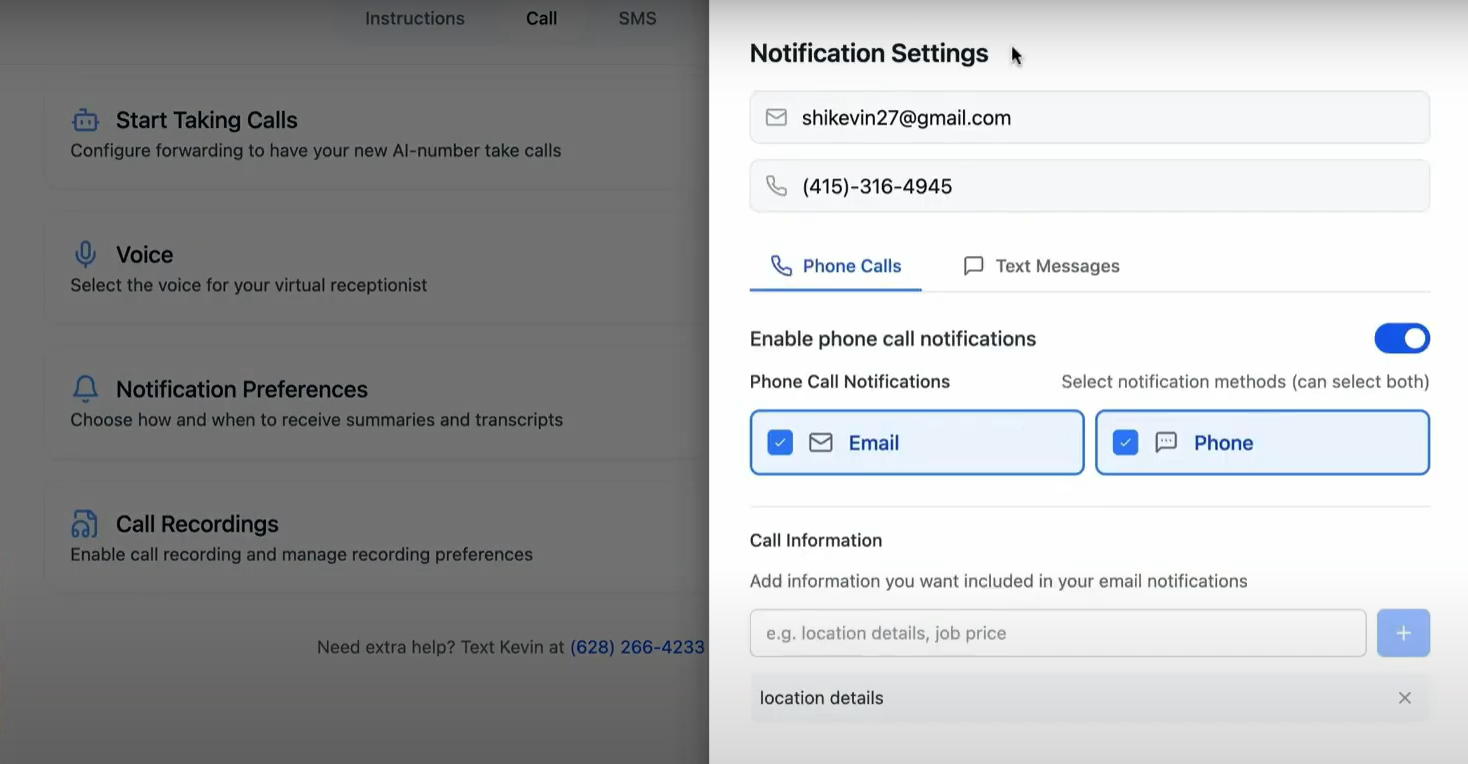 Instructions
Call
SMS
Start Taking Calls
Configure forwarding to have your new AI-number take calls
Voice
Select the voice for your virtual receptionist
Notification Preferences
Choose how and when to receive summaries and transcripts
Call Recordings
Enable call recording and manage recording preferences
Need extra help? Text Kevin at (628) 266-4233
Notification Settings
shikevin27@gmail.com
(415)-316-4945
Phone Calls
Text Messages
Enable phone call notifications
Phone Call Notifications
Select notification methods (can select both)
Email
Phone
Call Information
Add information you want included in your email notifications
e.g. location details, job price
location details